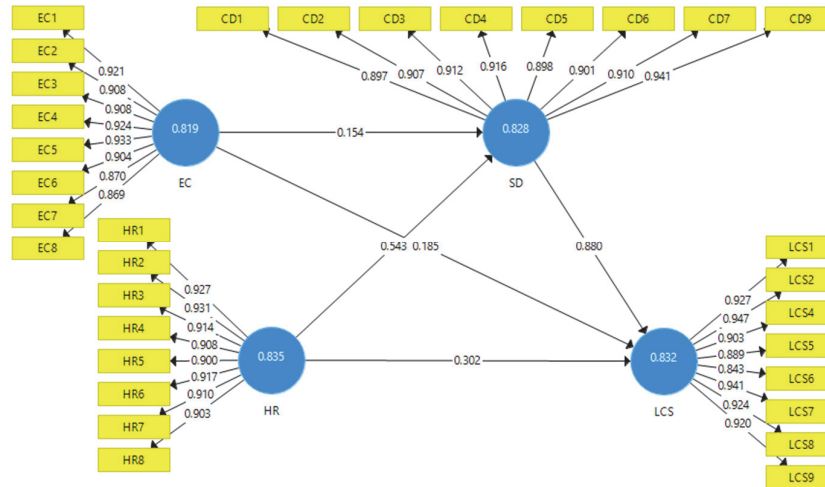 CD1 CD2 CD3 CD4 CD5 CD6 CD7 CD9
0.897 0.907 0.912 0.916 0.898 0.901 0.910 0.941
EC1
EC2
EC3
EC4
EC5
EC6
EC7
EC8
0.921
0.908
0.908
0.924
0.933
0.904
0.870
0.869
0.819
EC
0.154
0.828
SD
0.543
0.185
0.880
HR1
HR2
HR3
HR4
HR5
HR6
HR7
HR8
0.927
0.931
0.914
0.908
0.900
0.917
0.910
0.903
0.835
HR
0.302
0.832
LCS
0.927
0.947
0.903
0.889
0.843
0.941
0.924
0.920
LCS1
LCS2
LCS4
LCS5
LCS6
LCS7
LCS8
LCS9